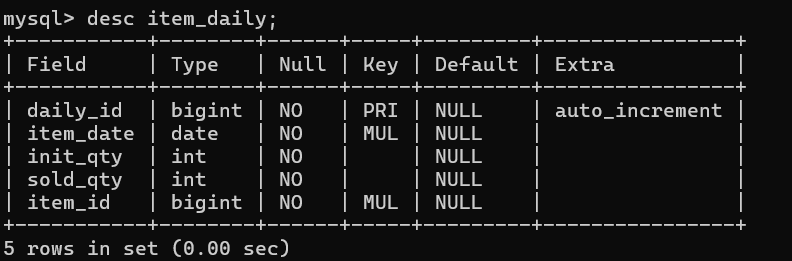 mysql> desc item_daily;
+-----------+--------+------+-----+---------+----------------+
| Field     | Type   | Null | Key | Default | Extra          |
+-----------+--------+------+-----+---------+----------------+
| daily_id  | bigint | NO   | PRI | NULL    | auto_increment |
| item_date | date   | NO   | MUL | NULL    |                |
| init_qty  | int    | NO   |     | NULL    |                |
| sold_qty  | int    | NO   |     | NULL    |                |
| item_id   | bigint | NO   | MUL | NULL    |                |
+-----------+--------+------+-----+---------+----------------+
5 rows in set (0.00 sec)